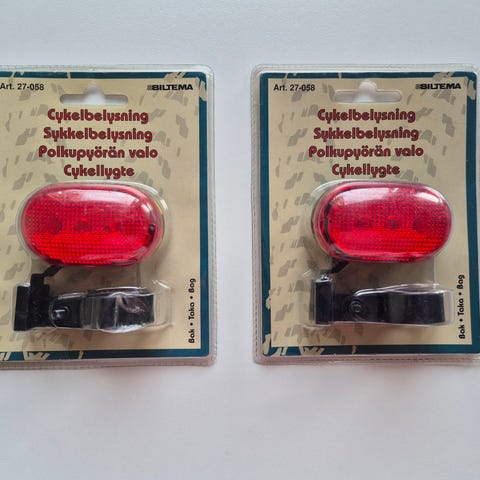 Art. 27-058 BILTEMA
Cykelbelysning
Sykkelbelysning
Polkupyörän valo
Cykellygte
Bak • Taka • Bag
Art. 27-058 BILTEMA
Cykelbelysning
Sykkelbelysning
Polkupyörän valo
Cykellygte
Bak • Taka • Bag